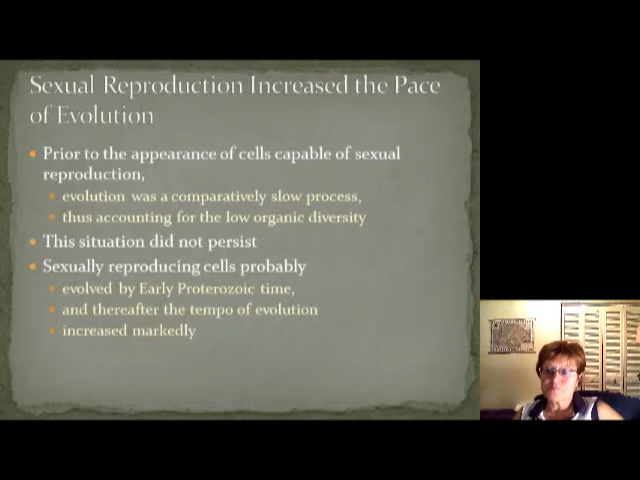 Sexual Reproduction Increased the Pace
of Evolution
Prior to the appearance of cells capable of sexual
reproduction,
evolution was a comparatively slow process,
thus accounting for the low organic diversity
This situation did not persist
Sexually reproducing cells probably
evolved by Early Proterozoic time,
and thereafter the tempo of evolution
increased markedly